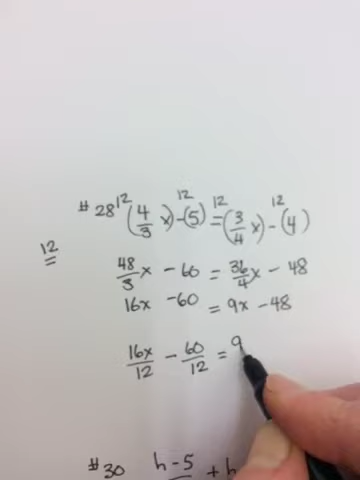 #28 12(4/3 x) - 12(5) = 12(3/4 x) - 12(4)
12
48/3 x - 60 = 36/4 x - 48
16x - 60 = 9x - 48
16x/12 - 60/12 = 9
#30 h - 5 + h